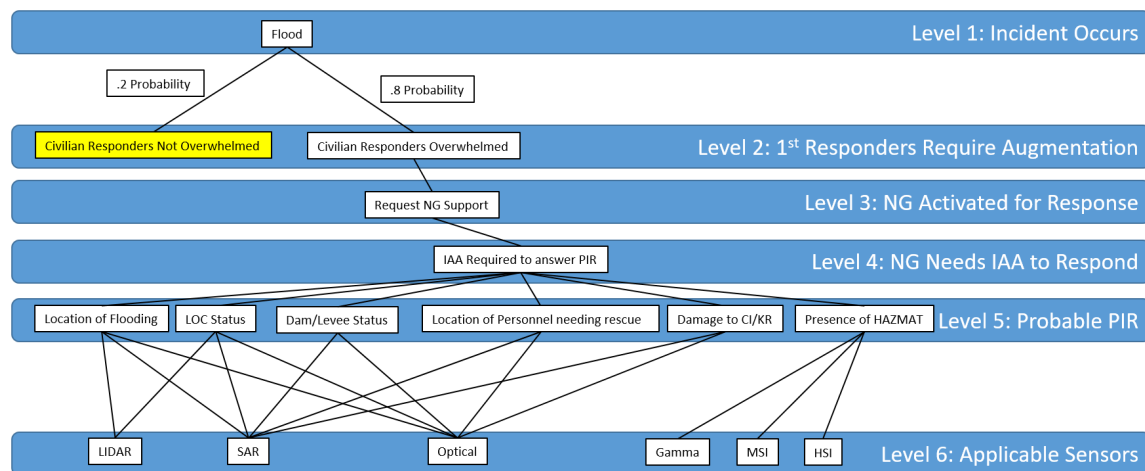 Flood
Level 1: Incident Occurs
.2 Probability
.8 Probability
Civilian Responders Not Overwhelmed
Civilian Responders Overwhelmed
Level 2: 1st Responders Require Augmentation
Request NG Support
Level 3: NG Activated for Response
IAA Required to answer PIR
Level 4: NG Needs IAA to Respond
Location of Flooding
LOC Status
Dam/Levee Status
Location of Personnel needing rescue
Damage to CI/KR
Presence of HAZMAT
Level 5: Probable PIR
LIDAR
SAR
Optical
Gamma
MSI
HSI
Level 6: Applicable Sensors